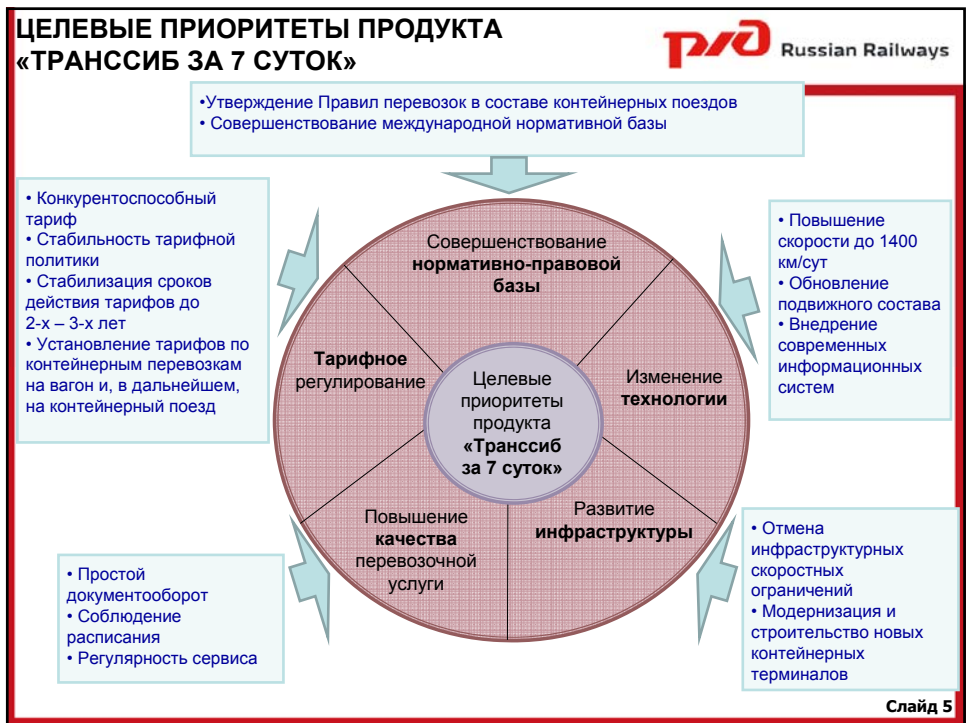 ЦЕЛЕВЫЕ ПРИОРИТЕТЫ ПРОДУКТА
«ТРАНССИБ ЗА 7 СУТОК»
ржд Russian Railways
•Утверждение Правил перевозок в составе контейнерных поездов
• Совершенствование международной нормативной базы
• Конкурентоспособный
тариф
• Стабильность тарифной
политики
• Стабилизация сроков
действия тарифов до
2-х – 3-х лет
• Установление тарифов по
контейнерным перевозкам
на вагон и, в дальнейшем,
на контейнерный поезд
Совершенствование
нормативно-правовой
базы
• Повышение
скорости до 1400
км/сут
• Обновление
подвижного состава
• Внедрение
современных
информационных
систем
Тарифное
регулирование
Целевые
приоритеты
продукта
«Транссиб
за 7 суток»
Изменение
технологии
Повышение
качества
перевозочной
услуги
Развитие
инфраструктуры
• Простой
документооборот
• Соблюдение
расписания
• Регулярность сервиса
• Отмена
инфраструктурных
скоростных
ограничений
• Модернизация и
строительство новых
контейнерных
терминалов
Слайд 5